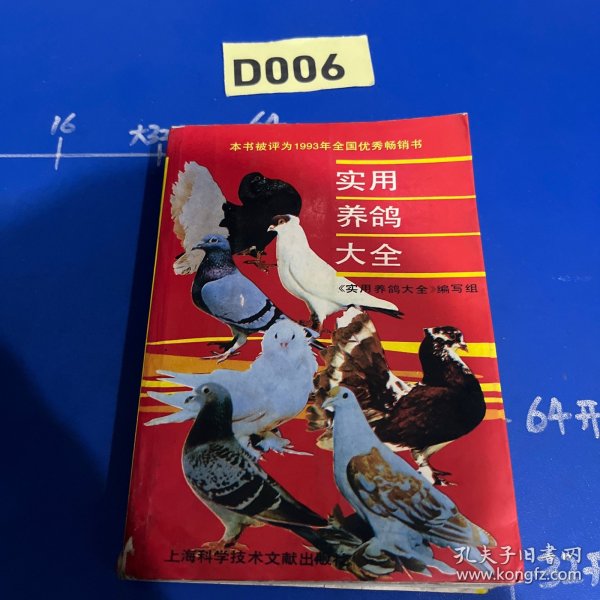 D006
16
本书被评为1993年全国优秀畅销书
实用
养鸽
大全
《实用养鸽大全》编写组
64开
上海科学技术文献出版社
孔夫子旧书网
www.kongfz.com
32开